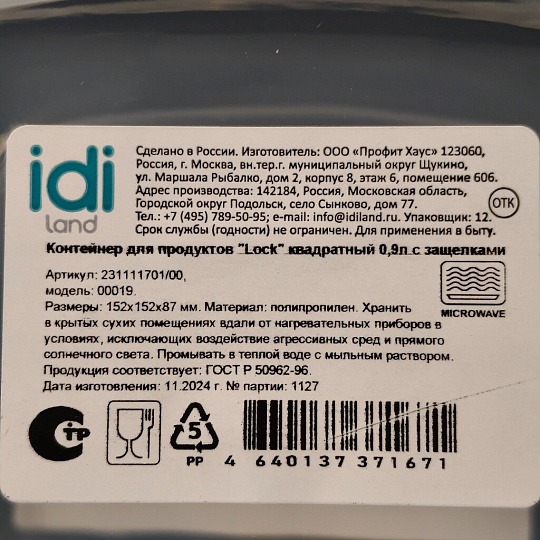 idi
land
Сделано в России. Изготовитель: ООО «Профит Хаус» 123060,
Россия, г. Москва, вн.тер.г. муниципальный округ Щукино,
ул. Маршала Рыбалко, дом 2, корпус 8, этаж 6, помещение 606.
Адрес производства: 142184, Россия, Московская область,
Городской округ Подольск, село Сынково, дом 77.
Тел.: +7 (495) 789-50-95; e-mail: info@idiland.ru. Упаковщик: 12.
Срок службы (годности) не ограничен. Для применения в быту.
ОТК
Контейнер для продуктов "Lock" квадратный 0,9л с защелками
Артикул: 231111701/00,
модель: 00019.
Размеры: 152х152х87 мм. Материал: полипропилен. Хранить
в крытых сухих помещениях вдали от нагревательных приборов в
условиях, исключающих воздействие агрессивных сред и прямого
солнечного света. Промывать в теплой воде с мыльным раствором.
Продукция соответствует: ГОСТ Р 50962-96.
Дата изготовления: 11.2024 г. № партии: 1127
MICROWAVE
СТР
5
PP
4 640137 371671